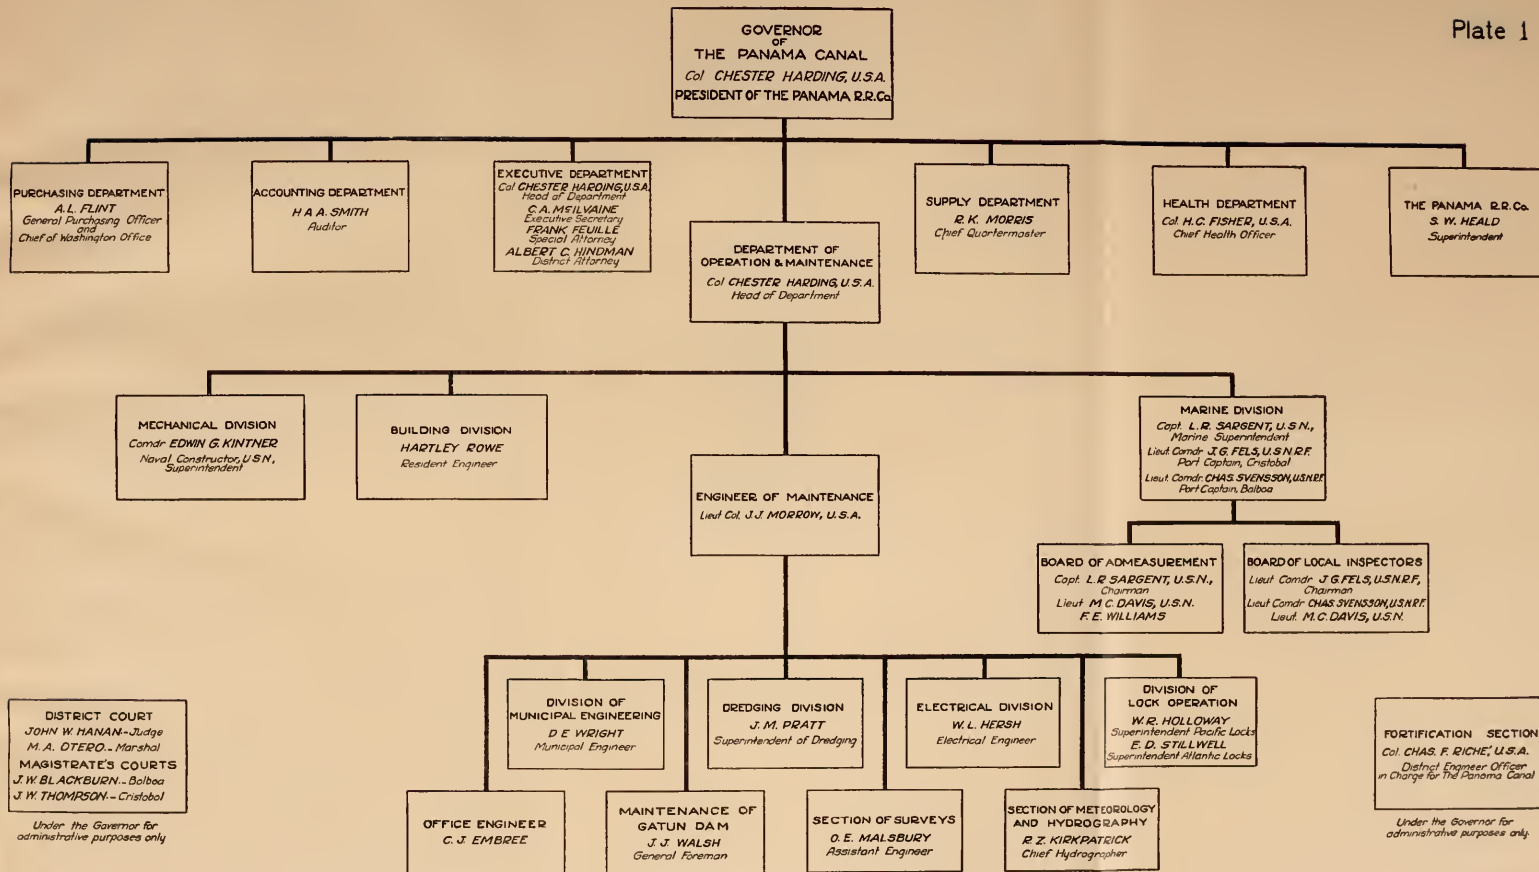 Plate 1
GOVERNOR
OF
THE PANAMA CANAL
Col CHESTER HARDING, U.S.A.
PRESIDENT OF THE PANAMA R.R.Co.
PURCHASING DEPARTMENT
A.L. FLINT
General Purchasing Officer
and
Chief of Washington Office
ACCOUNTING DEPARTMENT
H A A. SMITH
Auditor
EXECUTIVE DEPARTMENT
Col CHESTER HARDING, U.S.A.
Head of Department
C. A. McILVAINE
Executive Secretary
FRANK FEUILLE
Special Attorney
ALBERT C. HINDMAN
District Attorney
DEPARTMENT OF
OPERATION & MAINTENANCE
Col CHESTER HARDING, U.S.A.
Head of Department
SUPPLY DEPARTMENT
R. K. MORRIS
Chief Quartermaster
HEALTH DEPARTMENT
Col. H.C. FISHER, U.S.A.
Chief Health Officer
THE PANAMA R.R.Co.
S. W. HEALD
Superintendent
MECHANICAL DIVISION
Comdr EDWIN G. KINTNER
Naval Constructor, USN,
Superintendent
BUILDING DIVISION
HARTLEY ROWE
Resident Engineer
ENGINEER OF MAINTENANCE
Lieut Col. J.J. MORROW, U.S.A.
MARINE DIVISION
Capt. L.R. SARGENT, U.S.N.,
Marine Superintendent
Lieut Comdr J.G. FELS, U.S.N.R.F.
Port Captain, Cristobal
Lieut. Comdr. CHAS. SVENSSON, U.S.N.R.F.
Port Captain, Balboa
BOARD OF ADMEASUREMENT
Capt. L.R SARGENT, U.S.N.,
Chairman
Lieut M C. DAVIS, U.S.N.
F. E. WILLIAMS
BOARD OF LOCAL INSPECTORS
Lieut Comdr J G. FELS, U.S.N.R.F,
Chairman
Lieut Comdr CHAS. SVENSSON, U.S.N.R.F.
Lieut. M.C. DAVIS, U.S.N.
DIVISION OF
MUNICIPAL ENGINEERING
D E WRIGHT
Municipal Engineer
DREDGING DIVISION
J. M. PRATT
Superintendent of Dredging
ELECTRICAL DIVISION
W. L. HERSH
Electrical Engineer
DIVISION OF
LOCK OPERATION
W. R. HOLLOWAY
Superintendent Pacific Locks
E. D. STILLWELL
Superintendent Atlantic Locks
OFFICE ENGINEER
C. J. EMBREE
MAINTENANCE OF
GATUN DAM
J. J. WALSH
General Foreman
SECTION OF SURVEYS
O. E. MALSBURY
Assistant Engineer
SECTION OF METEOROLOGY
AND HYDROGRAPHY
R. Z. KIRKPATRICK
Chief Hydrographer
DISTRICT COURT
JOHN W. HANAN--Judge
M. A. OTERO.--Marshal
MAGISTRATE'S COURTS
J. W. BLACKBURN.--Balboa
J. W. THOMPSON.--Cristobal
Under the Governor for
administrative purposes only
FORTIFICATION SECTION
Col. CHAS. F. RICHÉ, U.S.A.
District Engineer Officer
in Charge for The Panama Canal
Under the Governor for
administrative purposes only.